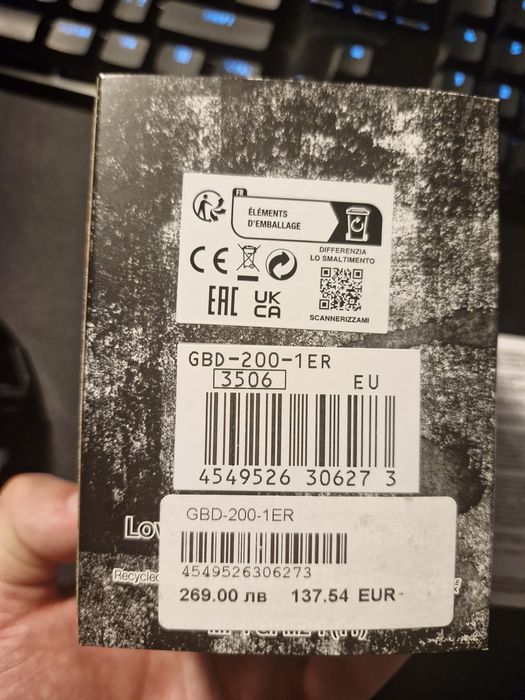 FR
ÉLÉMENTS
D'EMBALLAGE
DIFFERENZIA
LO SMALTIMENTO
CE
EAC
UK
CA
SCANNERIZZAMI
GBD-200-1ER
3506 EU
4549526 30627 3
GBD-200-1ER
4549526306273
269.00 лв 137.54 EUR
Recycled